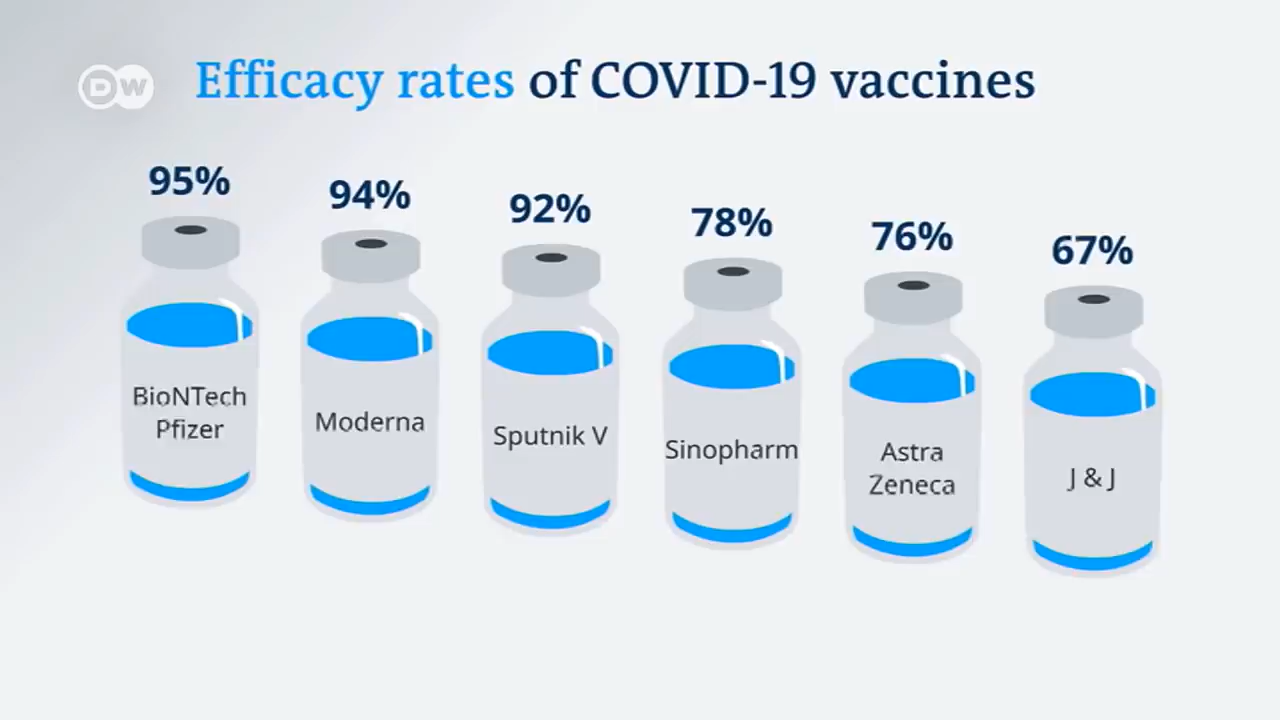 DW
Efficacy rates of COVID-19 vaccines
95%
94%
92%
78%
76%
67%
BioNTech
Pfizer
Moderna
Sputnik V
Sinopharm
Astra
Zeneca
J & J